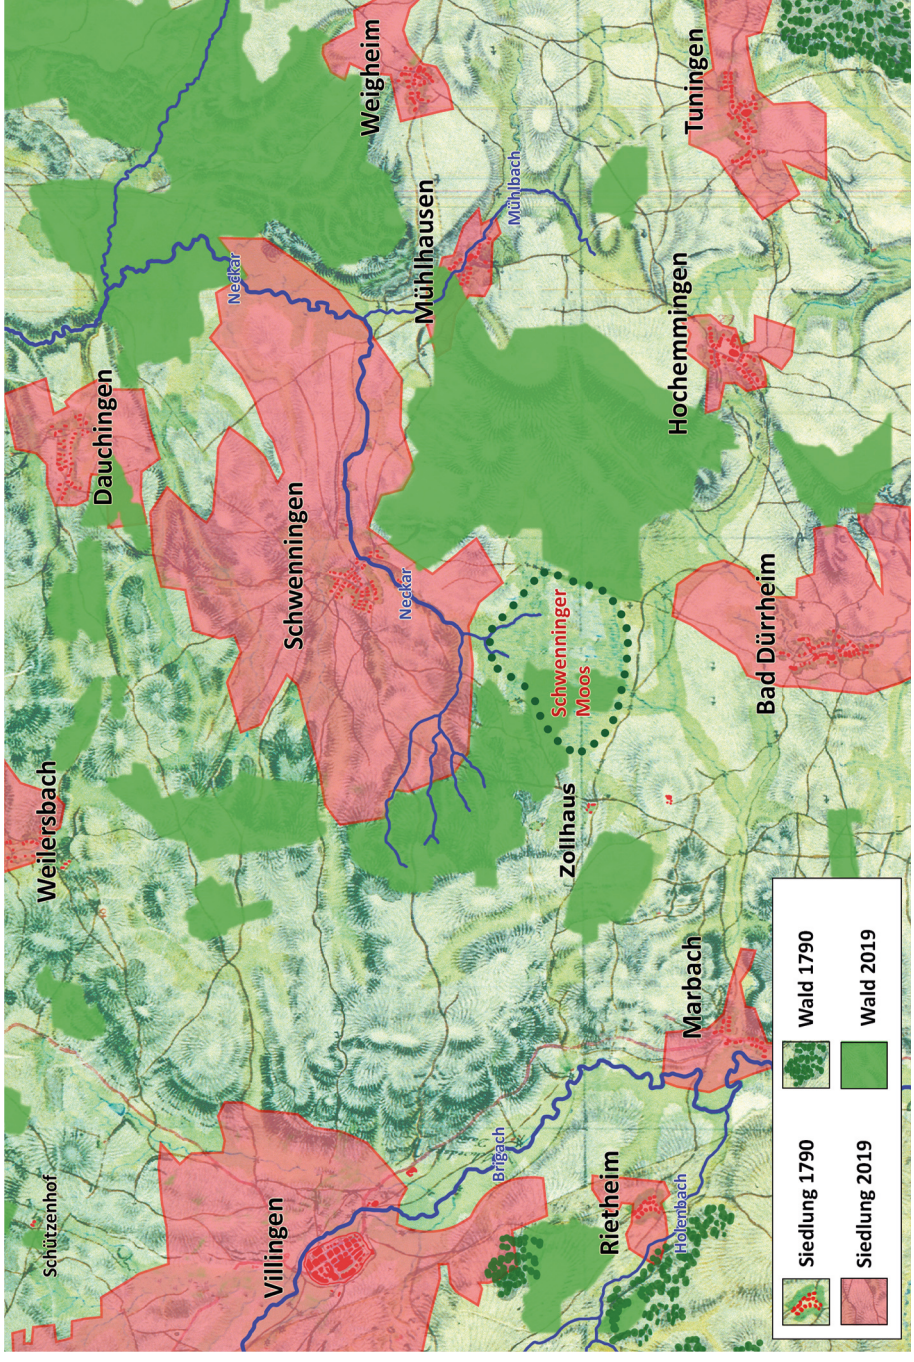 Schützenhof
Weilersbach
Dauchingen
Neckar
Villingen
Schwenningen
Weigheim
Neckar
Mühlhausen
Brigach
Mühlbach
Zollhaus
Schwenninger
Moos
Rietheim
Hochemmingen
Holenbach
Marbach
Tuningen
Bad Dürrheim
Siedlung 1790
Wald 1790
Siedlung 2019
Wald 2019